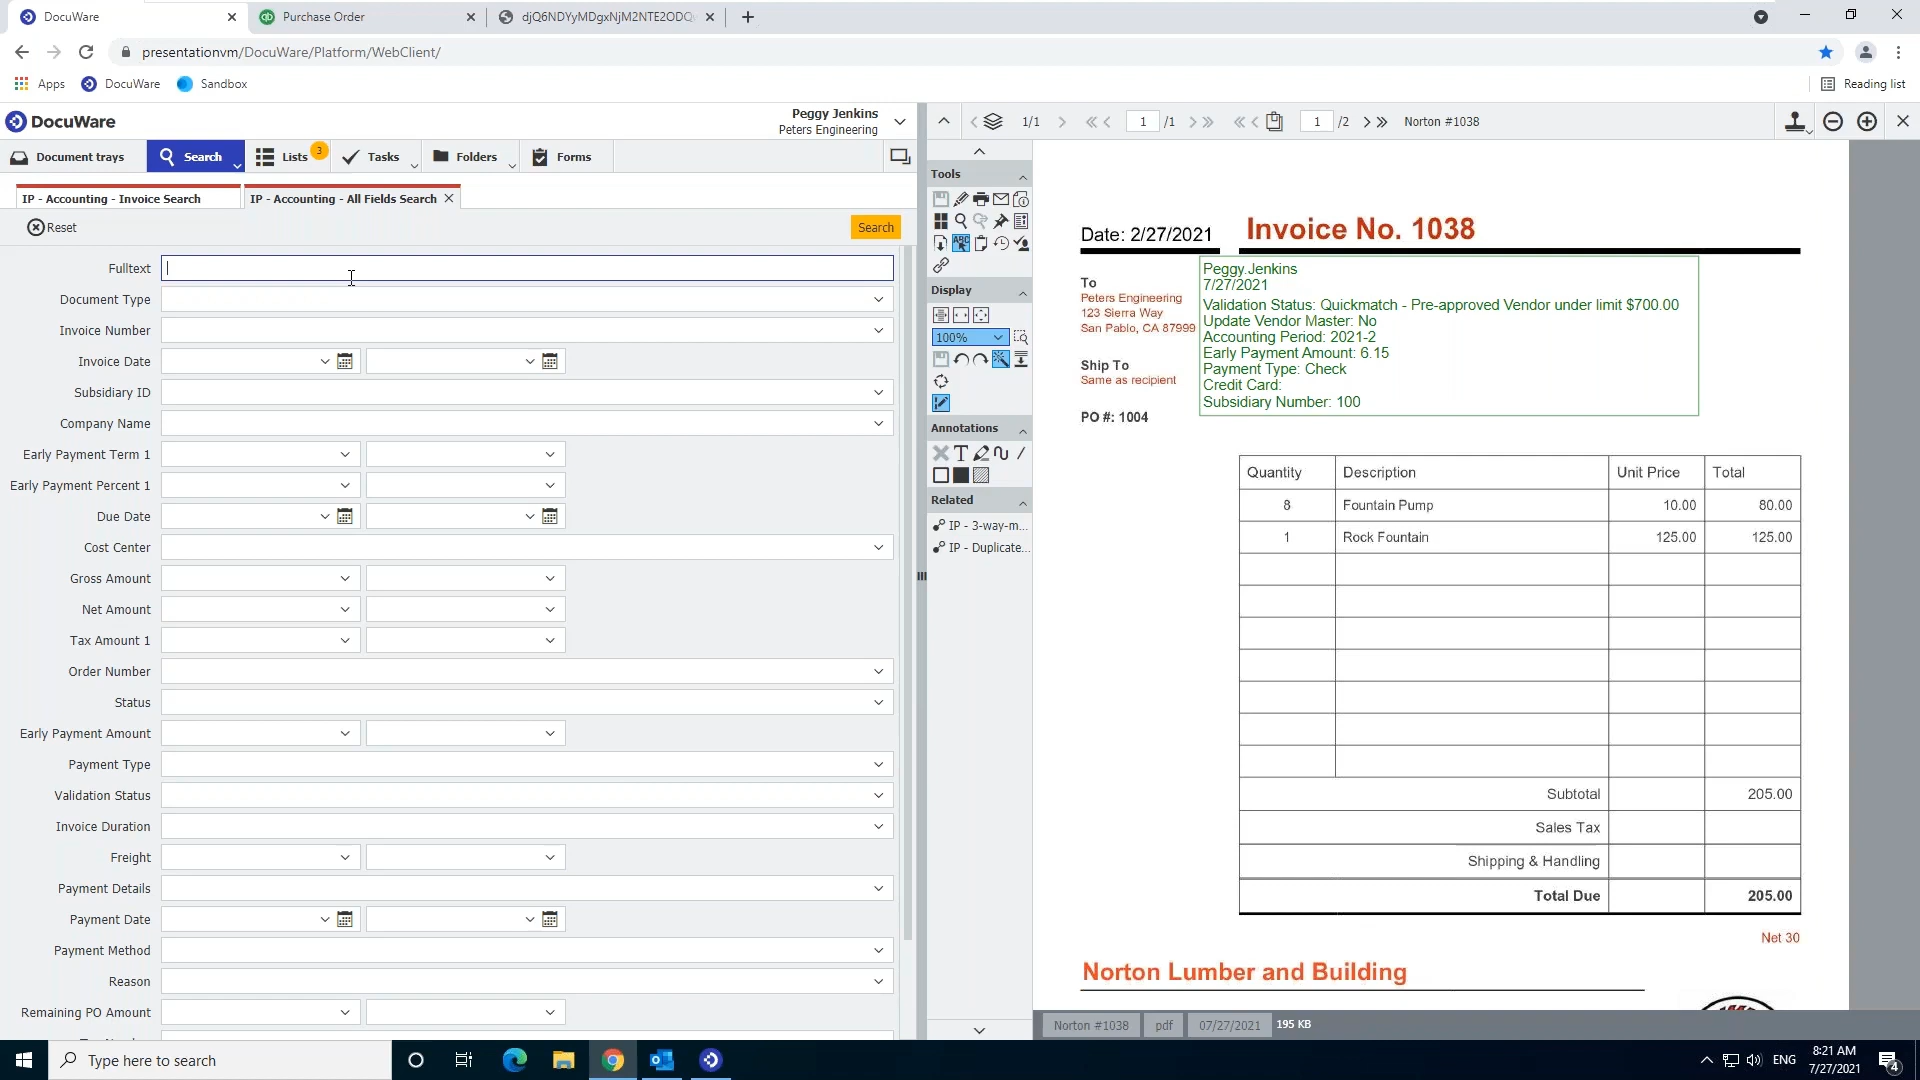 DocuWare
Purchase Order
presentationvm/DocuWare/Platform/WebClient/
Apps
DocuWare
Sandbox
Reading list
DocuWare
Peggy Jenkins
Peters Engineering
Document trays
Search
Lists
3
Tasks
Folders
Forms
IP - Accounting - Invoice Search
IP - Accounting - All Fields Search
Reset
Search
Fulltext
Document Type
Invoice Number
Invoice Date
Subsidiary ID
Company Name
Early Payment Term 1
Early Payment Percent 1
Due Date
Cost Center
Gross Amount
Net Amount
Tax Amount 1
Order Number
Status
Early Payment Amount
Payment Type
Validation Status
Invoice Duration
Freight
Payment Details
Payment Date
Payment Method
Reason
Remaining PO Amount
1/1
1 /1
1 /2
Norton #1038
Tools
ABC
Display
100%
Annotations
T
Related
IP - 3-way-m...
IP - Duplicate...
Date: 2/27/2021
Invoice No. 1038
To
Peters Engineering
123 Sierra Way
San Pablo, CA 87999
Ship To
Same as recipient
PO #: 1004
Peggy.Jenkins
7/27/2021
Validation Status: Quickmatch - Pre-approved Vendor under limit $700.00
Update Vendor Master: No
Accounting Period: 2021-2
Early Payment Amount: 6.15
Payment Type: Check
Credit Card:
Subsidiary Number: 100
Quantity Description Unit Price Total
8 Fountain Pump 10.00 80.00
1 Rock Fountain 125.00 125.00
Subtotal 205.00
Sales Tax
Shipping & Handling
Total Due 205.00
Net 30
Norton Lumber and Building
Norton #1038
pdf
07/27/2021
195 KB
Type here to search
ENG
8:21 AM
7/27/2021
4